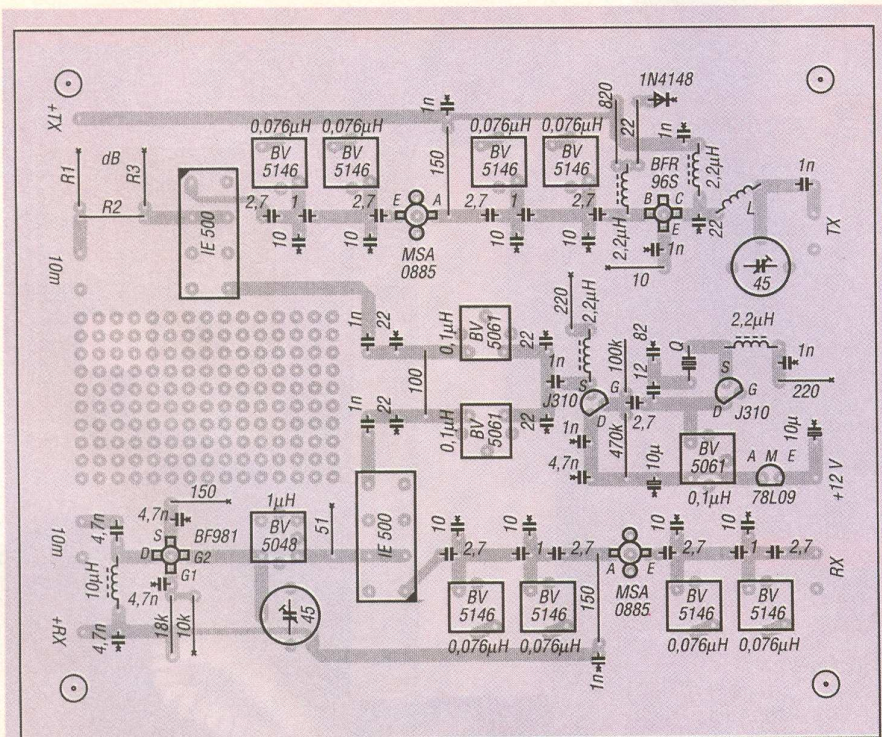 1N4148
+TX
1n
820
0,076µH 0,076µH
0,076µH 0,076µH
22
1n
R1
dB
R3
BV 5146
BV 5146
150
BV 5146
BV 5146
BFR 96S
2,2µH
1n
R2
IE 500
2,7
1
2,7
E
A
2,7
1
2,7
B
C
E
22
L
TX
10
10
MSA 0885
10
10
2,2µH
1n
10
45
10m
220
2,2µH
2,2µH
1n
22
0,1µH
BV 5061
22
1n
100k
82
12
Q
S
1n
100
S
G
J310
D
D
G
J310
220
1n
22
0,1µH
BV 5061
22
1n
470k
2,7
BV 5061
A M E
10µ
4,7n
10µ
0,1µH
78L09
+12 V
150
1µH
10m
4,7n
4,7n
S
BF981
D
G2
G1
BV 5048
51
IE 500
10
2,7
10
1
2,7
A
E
10
2,7
10
1
2,7
RX
10µH
4,7n
4,7n
45
BV 5146
BV 5146
150
MSA 0885
BV 5146
BV 5146
+RX
18k
10k
0,076µH 0,076µH
1n
0,076µH 0,076µH